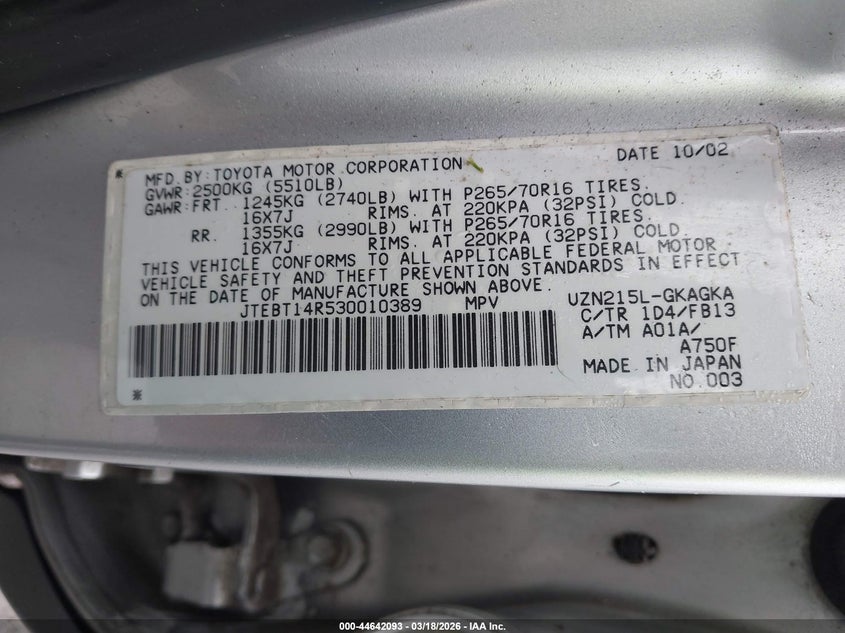 MFD.BY:TOYOTA MOTOR CORPORATION DATE 10/02
GVWR:2500KG (5510LB)
GAWR:FRT. 1245KG (2740LB) WITH P265/70R16 TIRES.
16X7J RIMS. AT 220KPA (32PSI) COLD.
RR. 1355KG (2990LB) WITH P265/70R16 TIRES.
16X7J RIMS. AT 220KPA (32PSI) COLD.
THIS VEHICLE CONFORMS TO ALL APPLICABLE FEDERAL MOTOR
VEHICLE SAFETY AND THEFT PREVENTION STANDARDS IN EFFECT
ON THE DATE OF MANUFACTURE SHOWN ABOVE.
JTEBT14R530010389 MPV UZN215L-GKAGKA
C/TR 1D4/FB13
A/TM A01A/
A750F
MADE IN JAPAN
NO.003
000-44642093 — 03/18/2026 — IAA Inc.